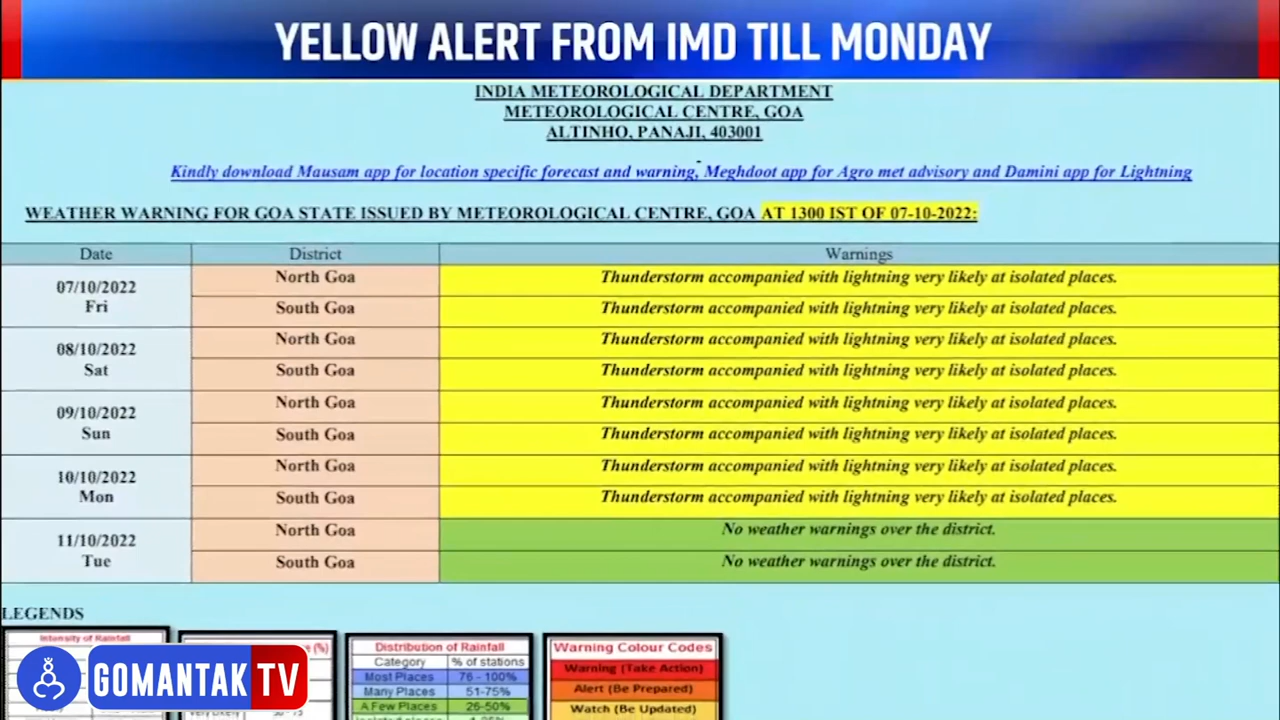 YELLOW ALERT FROM IMD TILL MONDAY
INDIA METEOROLOGICAL DEPARTMENT
METEOROLOGICAL CENTRE, GOA
ALTINHO, PANAJI, 403001
Kindly download Mausam app for location specific forecast and warning, Meghdoot app for Agro met advisory and Damini app for Lightning
WEATHER WARNING FOR GOA STATE ISSUED BY METEOROLOGICAL CENTRE, GOA AT 1300 IST OF 07-10-2022:
Date District Warnings
07/10/2022 Fri
North Goa Thunderstorm accompanied with lightning very likely at isolated places.
South Goa Thunderstorm accompanied with lightning very likely at isolated places.
08/10/2022 Sat
North Goa Thunderstorm accompanied with lightning very likely at isolated places.
South Goa Thunderstorm accompanied with lightning very likely at isolated places.
09/10/2022 Sun
North Goa Thunderstorm accompanied with lightning very likely at isolated places.
South Goa Thunderstorm accompanied with lightning very likely at isolated places.
10/10/2022 Mon
North Goa Thunderstorm accompanied with lightning very likely at isolated places.
South Goa Thunderstorm accompanied with lightning very likely at isolated places.
11/10/2022 Tue
North Goa No weather warnings over the district.
South Goa No weather warnings over the district.
LEGENDS
Intensity of Rainfall
(%)
Distribution of Rainfall
Category % of stations
Most Places 76 - 100%
Many Places 51-75%
A Few Places 26-50%
Warning Colour Codes
Warning (Take Action)
Alert (Be Prepared)
Watch (Be Updated)
GOMANTAK TV